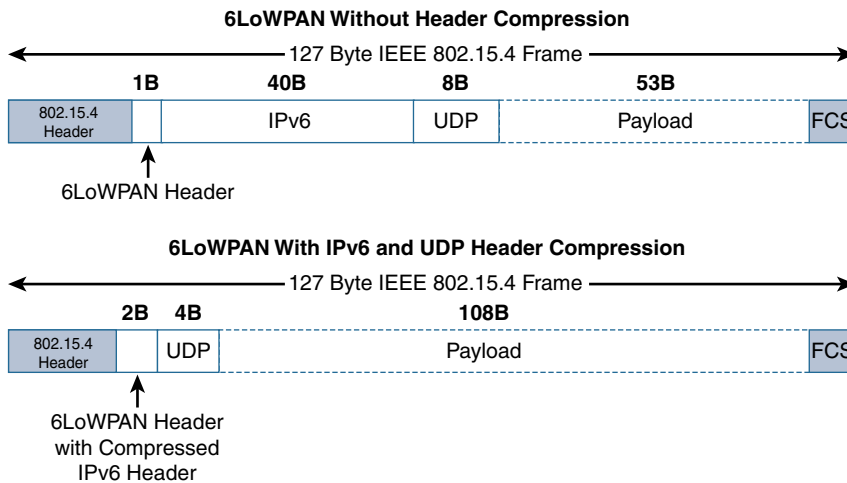 6LoWPAN Without Header Compression
127 Byte IEEE 802.15.4 Frame
1B 40B 8B 53B
802.15.4
Header
IPv6 UDP Payload FCS
6LoWPAN Header
6LoWPAN With IPv6 and UDP Header Compression
127 Byte IEEE 802.15.4 Frame
2B 4B 108B
802.15.4
Header
UDP Payload FCS
6LoWPAN Header
with Compressed
IPv6 Header